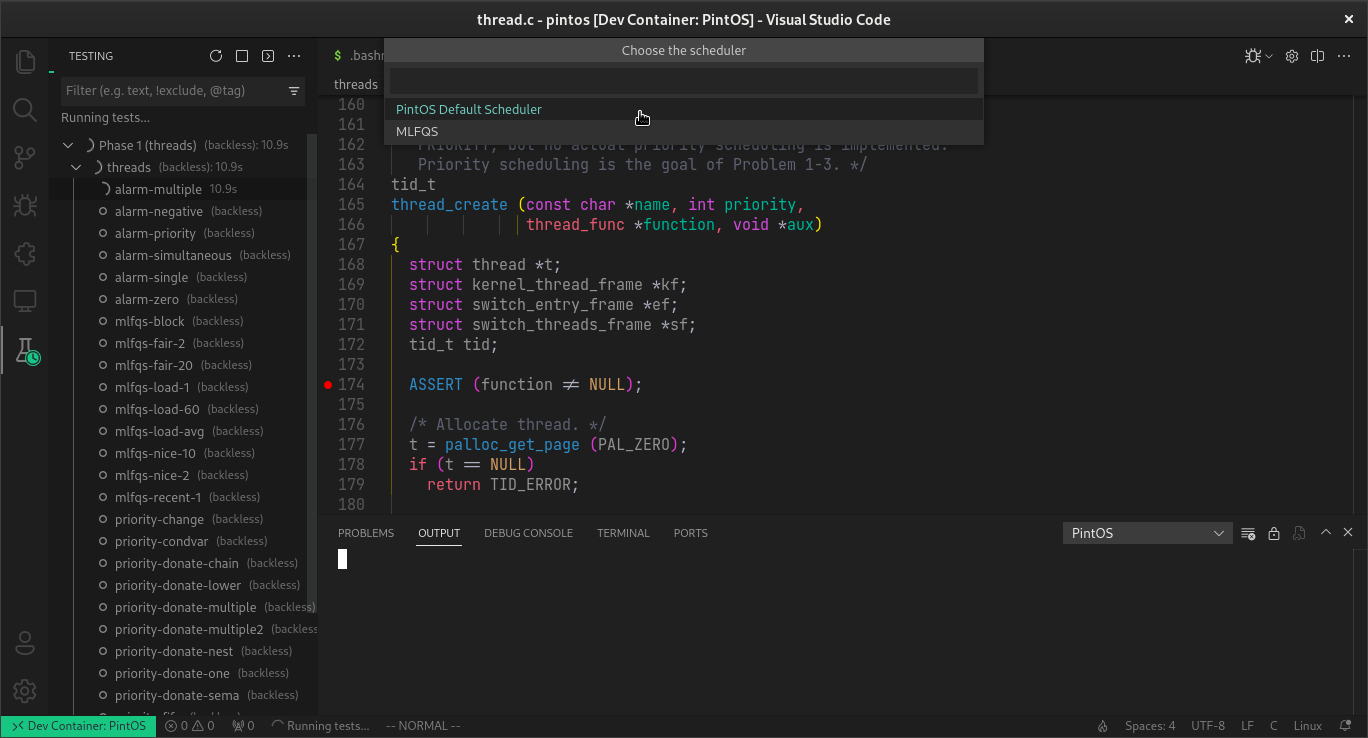 thread.c - pintos [Dev Container: PintOS] - Visual Studio Code
TESTING
Filter (e.g. text, !exclude, @tag)
Running tests...
Phase 1 (threads) (backless): 10.9s
threads (backless): 10.9s
alarm-multiple 10.9s
alarm-negative (backless)
alarm-priority (backless)
alarm-simultaneous (backless)
alarm-single (backless)
alarm-zero (backless)
mlfqs-block (backless)
mlfqs-fair-2 (backless)
mlfqs-fair-20 (backless)
mlfqs-load-1 (backless)
mlfqs-load-60 (backless)
mlfqs-load-avg (backless)
mlfqs-nice-10 (backless)
mlfqs-nice-2 (backless)
mlfqs-recent-1 (backless)
priority-change (backless)
priority-condvar (backless)
priority-donate-chain (backless)
priority-donate-lower (backless)
priority-donate-multiple (backless)
priority-donate-multiple2 (backless
priority-donate-nest (backless)
priority-donate-one (backless)
priority-donate-sema (backless)
$ .bashr
threads
Choose the scheduler
PintOS Default Scheduler
MLFQS
160
161
162 PRIORITY, but no actual priority scheduling is implemented.
163 Priority scheduling is the goal of Problem 1-3. */
164 tid_t
165 thread_create (const char *name, int priority,
166 thread_func *function, void *aux)
167 {
168 struct thread *t;
169 struct kernel_thread_frame *kf;
170 struct switch_entry_frame *ef;
171 struct switch_threads_frame *sf;
172 tid_t tid;
173
174 ASSERT (function != NULL);
175
176 /* Allocate thread. */
177 t = palloc_get_page (PAL_ZERO);
178 if (t == NULL)
179 return TID_ERROR;
180
PROBLEMS OUTPUT DEBUG CONSOLE TERMINAL PORTS PintOS
Dev Container: PintOS 0 0 0 Running tests... -- NORMAL -- Spaces: 4 UTF-8 LF C Linux